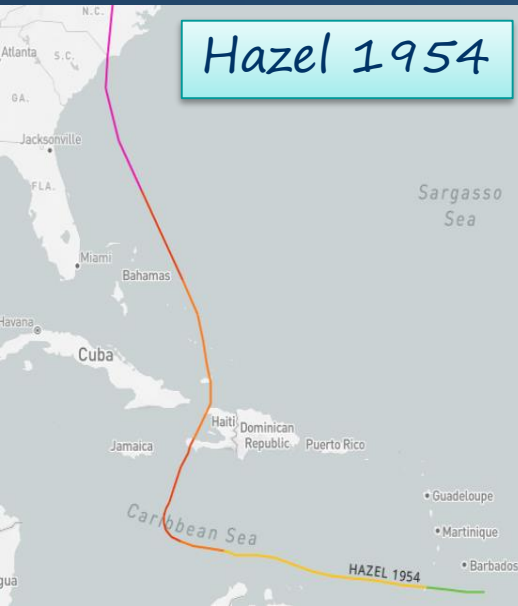 Hazel 1954
N.C.
Atlanta
S.C.
GA.
Jacksonville
FLA.
Sargasso
Sea
Miami
Bahamas
Havana
Cuba
Haiti
Dominican
Republic
Jamaica
Puerto Rico
Guadeloupe
Caribbean Sea
Martinique
HAZEL 1954
Barbados
gua